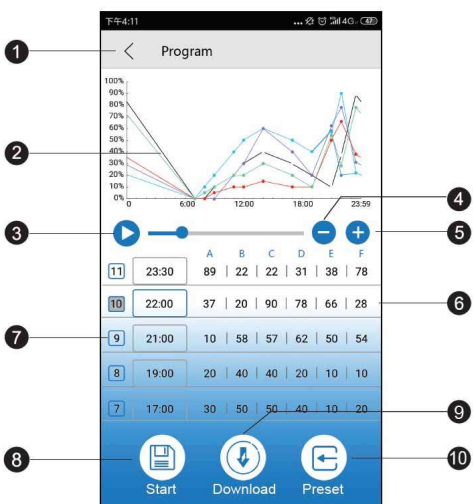 下午4:11 ... 4G 47
1 Program
100%
90%
80%
70%
60%
50%
40%
30%
20%
10%
0%
2
0 6:00 12:00 18:00 23:59
3
4
5
A B C D E F
11 23:30 89 | 22 | 22 | 31 | 38 | 78
10 22:00 37 | 20 | 90 | 78 | 66 | 28
6
7
9 21:00 10 | 58 | 57 | 62 | 50 | 54
8 19:00 20 | 40 | 40 | 20 | 10 | 10
7 17:00 30 | 50 | 50 | 40 | 10 | 20
9
8
10
Start Download Preset